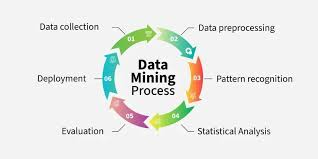 Data collection
Data preprocessing
01
02
Deployment
06
Data
Mining
Process
03
Pattern recognition
05
04
Evaluation
Statistical Analysis